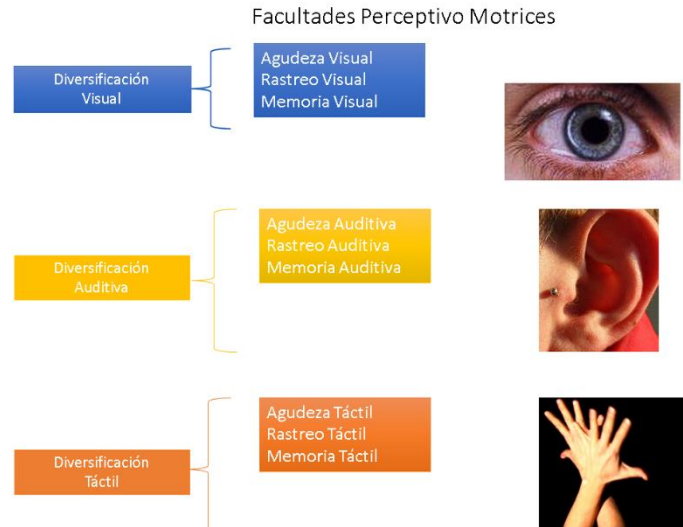 Facultades Perceptivo Motrices
Diversificación
Visual
Agudeza Visual
Rastreo Visual
Memoria Visual
Diversificación
Auditiva
Agudeza Auditiva
Rastreo Auditiva
Memoria Auditiva
Diversificación
Táctil
Agudeza Táctil
Rastreo Táctil
Memoria Táctil